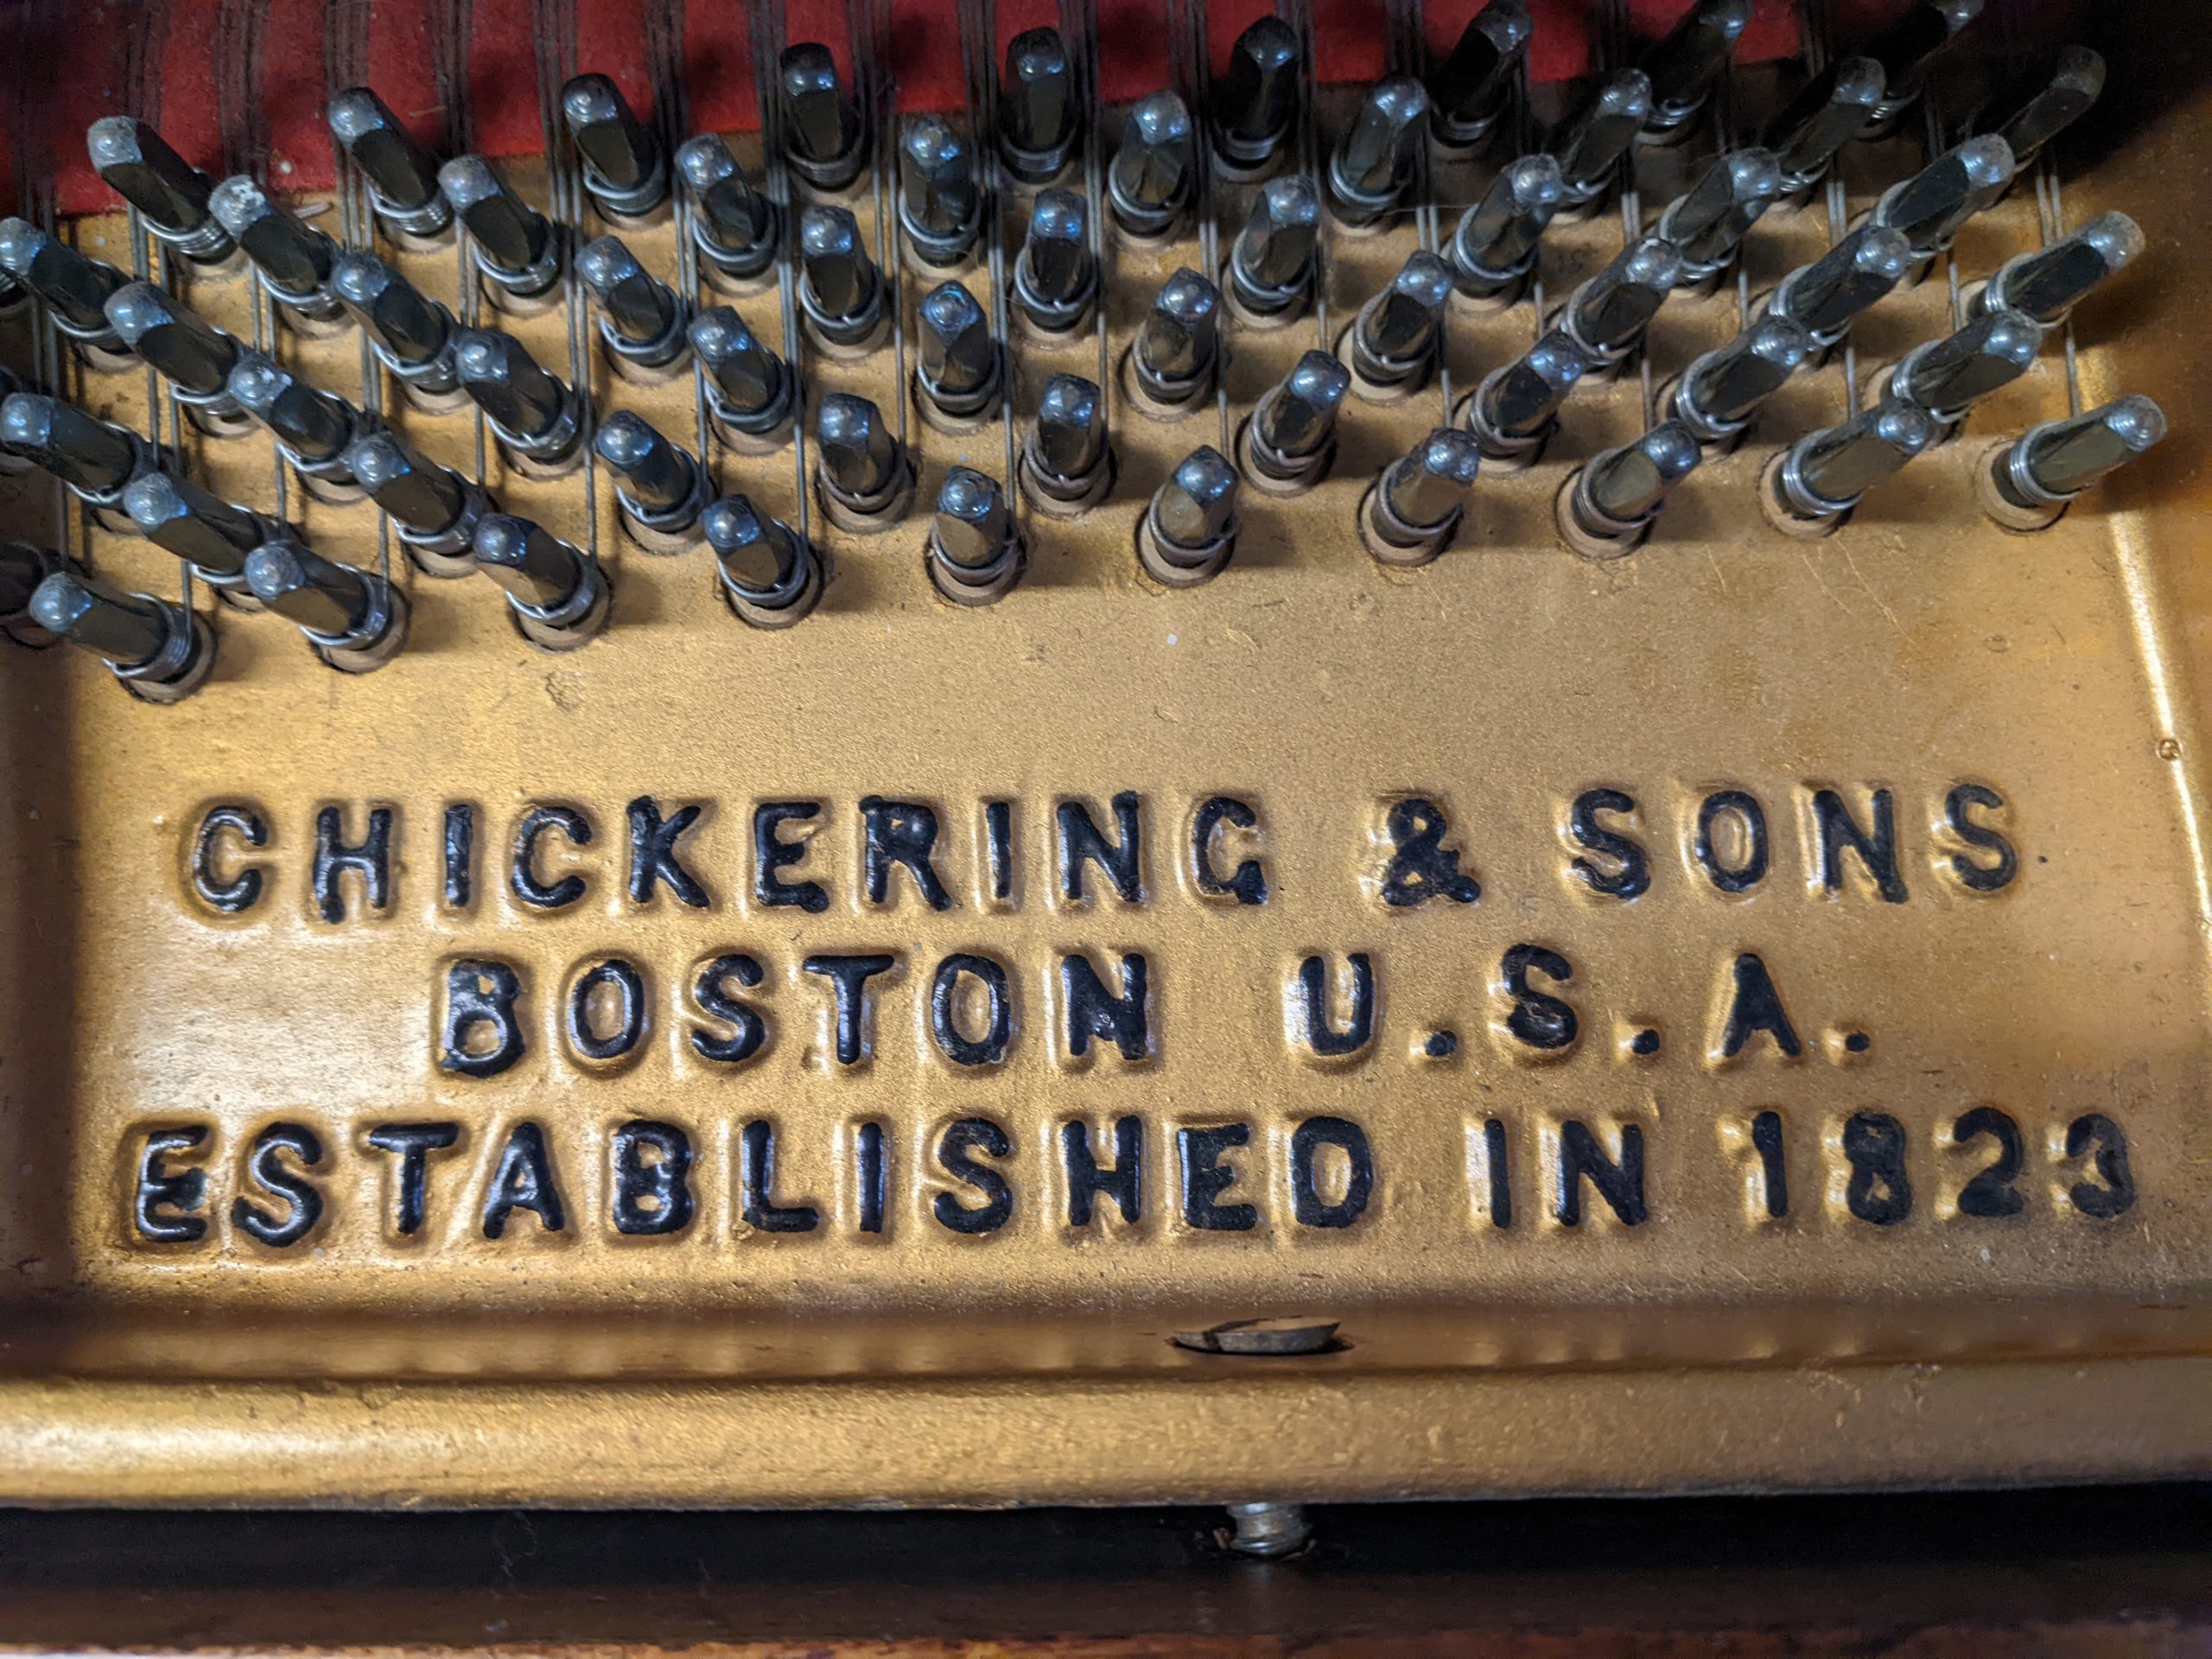 CHICKERING & SONS
BOSTON U.S.A.
ESTABLISHED IN 1823